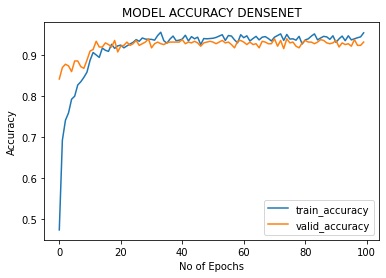 MODEL ACCURACY DENSENET
Accuracy
0.9
0.8
0.7
0.6
0.5
train_accuracy
valid_accuracy
0 20 40 60 80 100
No of Epochs